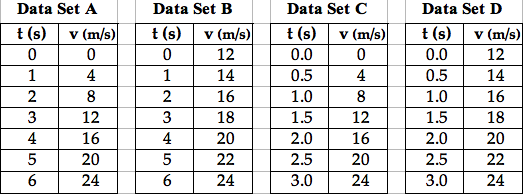 Data Set A Data Set B Data Set C Data Set D
t (s) v (m/s) t (s) v (m/s) t (s) v (m/s) t (s) v (m/s)
0 0 0 12 0.0 0 0.0 12
1 4 1 14 0.5 4 0.5 14
2 8 2 16 1.0 8 1.0 16
3 12 3 18 1.5 12 1.5 18
4 16 4 20 2.0 16 2.0 20
5 20 5 22 2.5 20 2.5 22
6 24 6 24 3.0 24 3.0 24